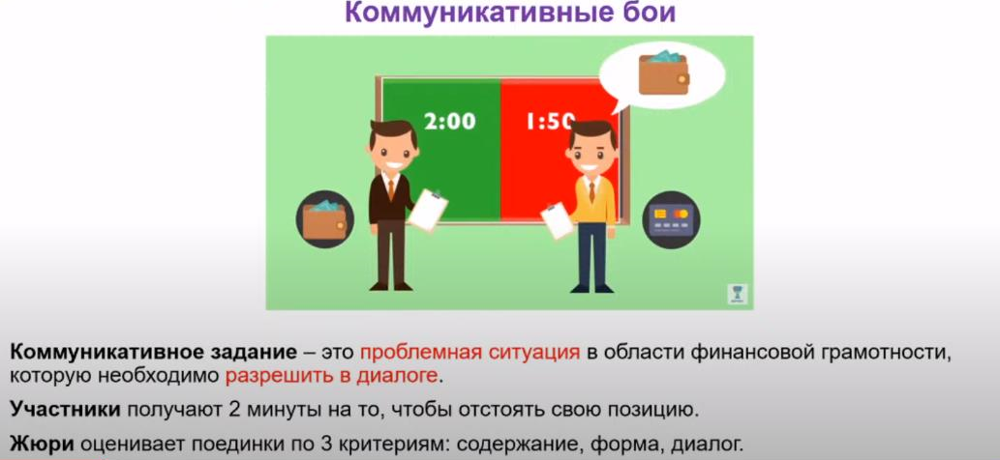 Коммуникативные бои
2:00
1:50
Коммуникативное задание – это проблемная ситуация в области финансовой грамотности,
которую необходимо разрешить в диалоге.
Участники получают 2 минуты на то, чтобы отстоять свою позицию.
Жюри оценивает поединки по 3 критериям: содержание, форма, диалог.